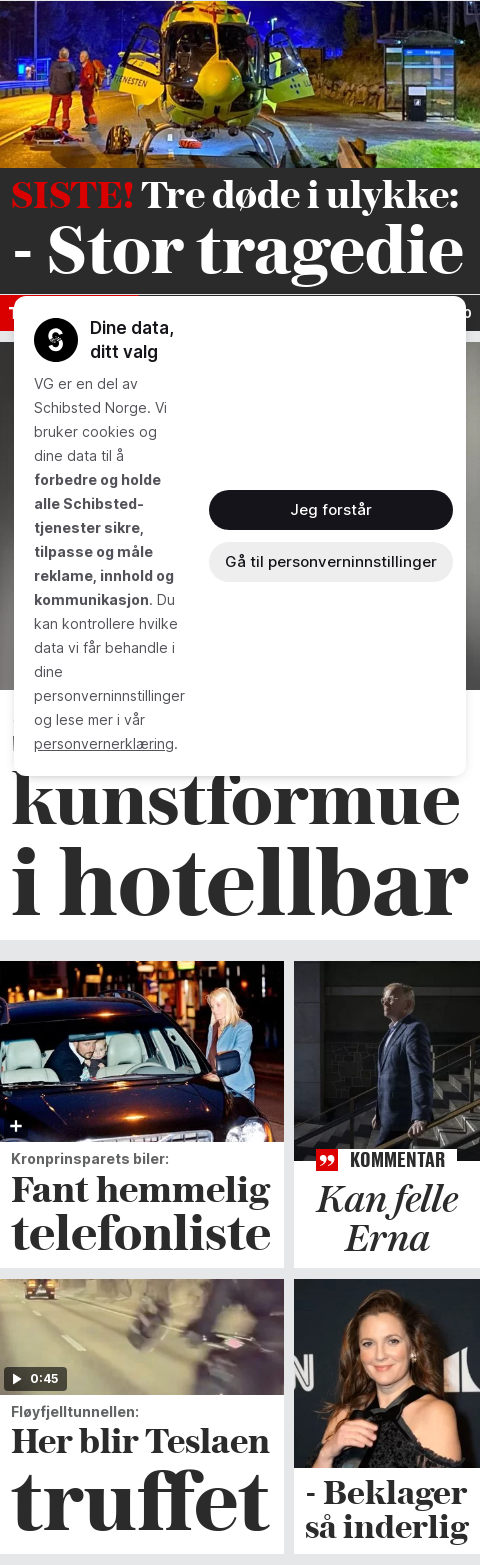 TJENESTEN
SISTE! Tre døde i ulykke:
- Stor tragedie
Dine data,
ditt valg
VG er en del av
Schibsted Norge. Vi
bruker cookies og
dine data til å
forbedre og holde
alle Schibsted-
tjenester sikre,
tilpasse og måle
reklame, innhold og
kommunikasjon. Du
kan kontrollere hvilke
data vi får behandle i
dine
personverninnstillinger
og lese mer i vår
personvernerklæring.
Jeg forstår
Gå til personverninnstillinger
kunstformue
i hotellbar
Kronprinsparets biler:
Fant hemmelig
telefonliste
KOMMENTAR
Kan felle
Erna
0:45
Fløyfjelltunnellen:
Her blir Teslaen
truffet
- Beklager
så inderlig